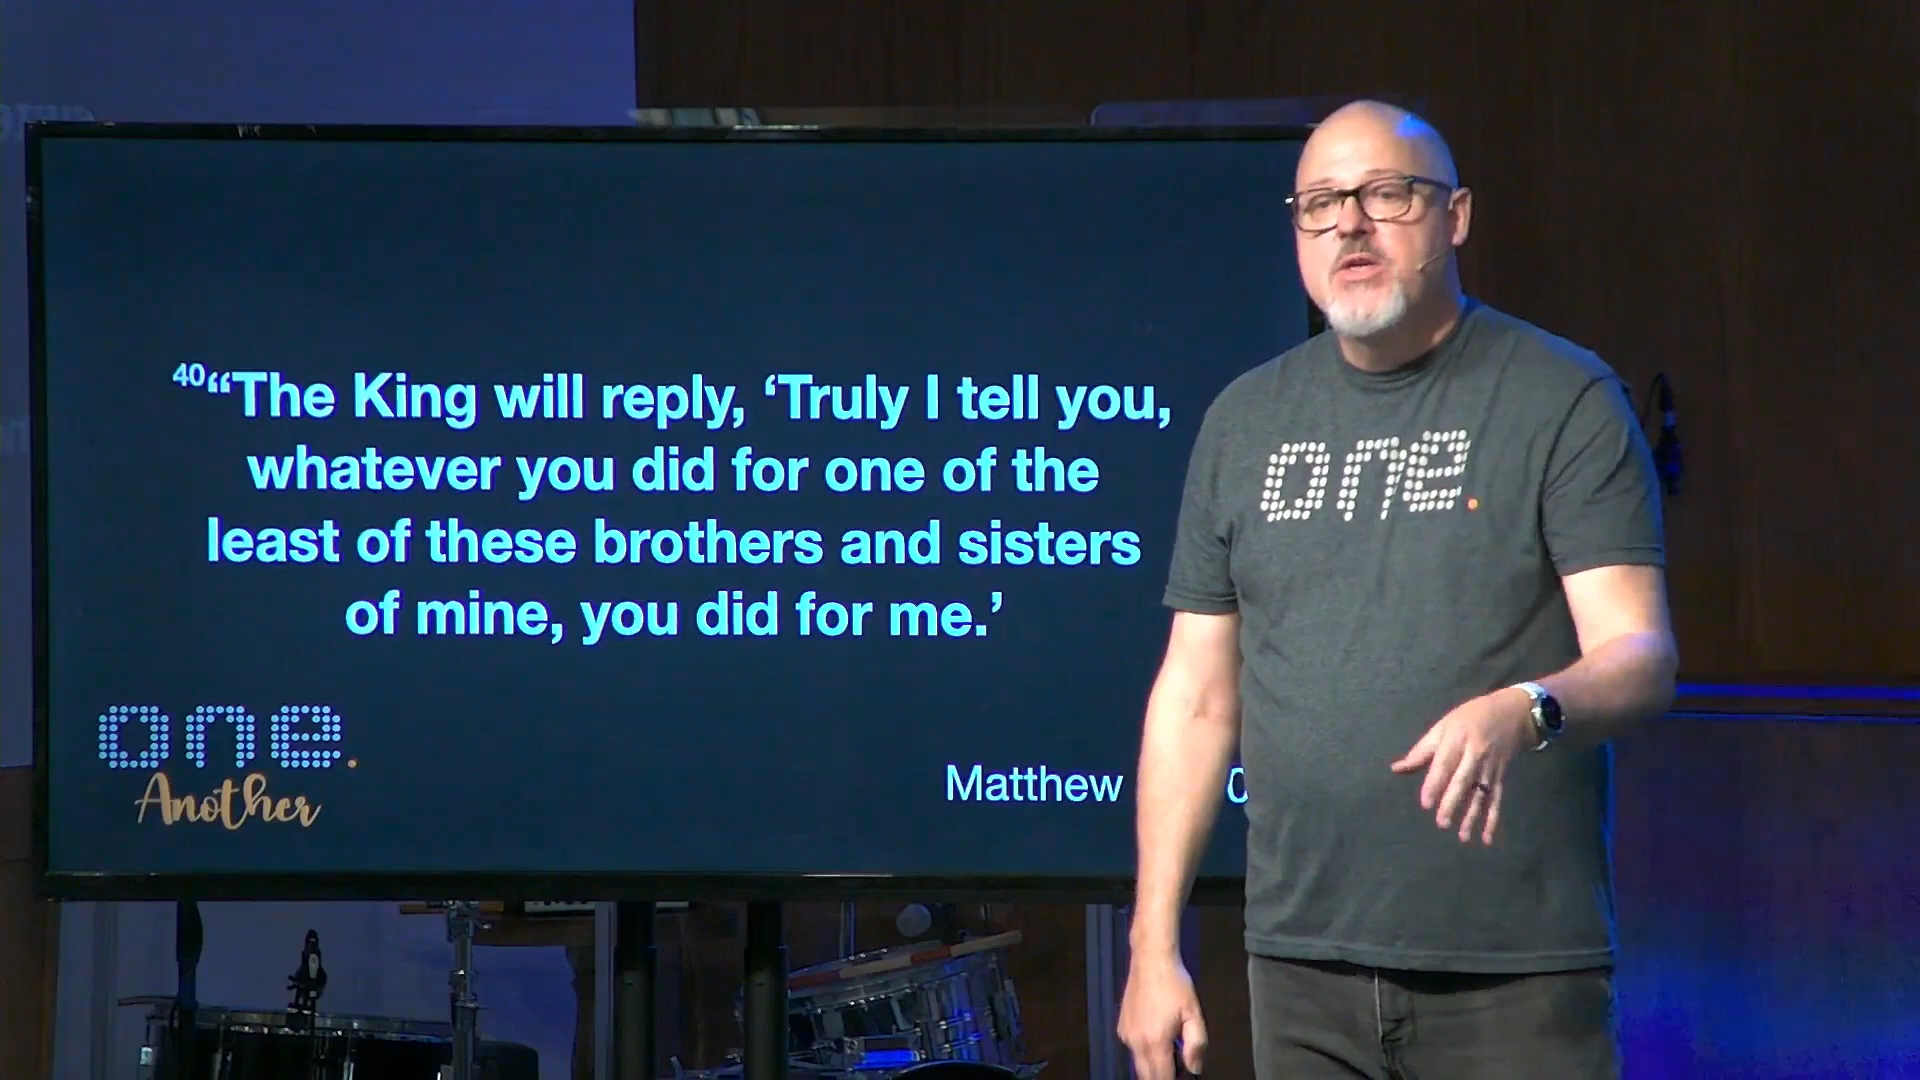 40“The King will reply, ‘Truly I tell you,
whatever you did for one of the
least of these brothers and sisters
of mine, you did for me.’
one.
Another
Matthew
one.